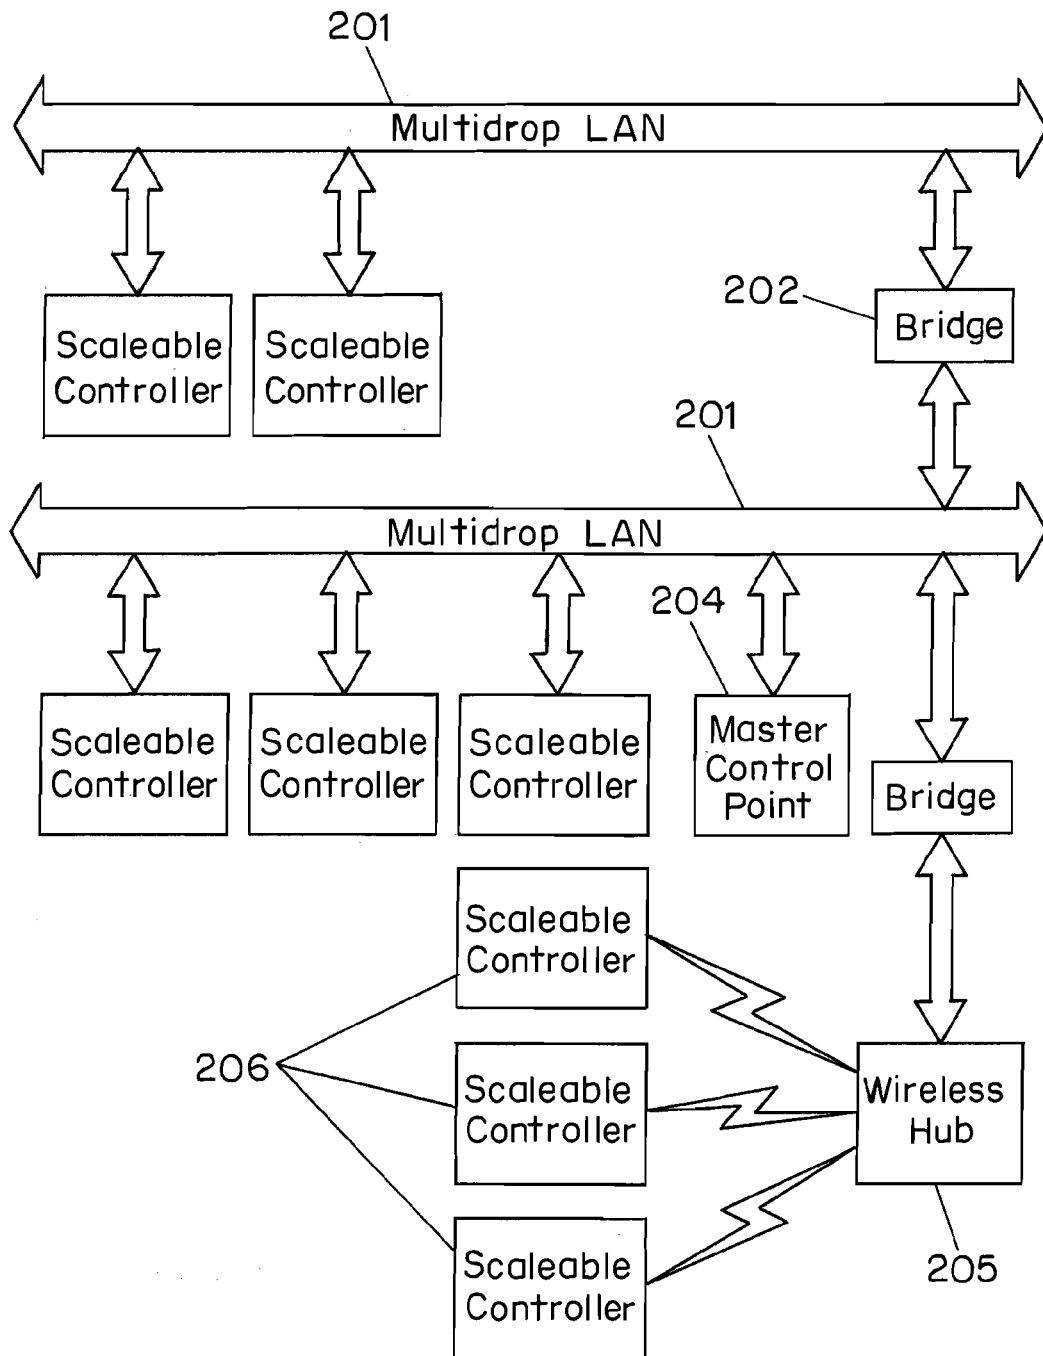 201
Multidrop LAN
Scaleable
Controller
Scaleable
Controller
202
Bridge
201
Multidrop LAN
204
Scaleable
Controller
Scaleable
Controller
Scaleable
Controller
Master
Control
Point
Bridge
Scaleable
Controller
206
Scaleable
Controller
Wireless
Hub
Scaleable
Controller
205